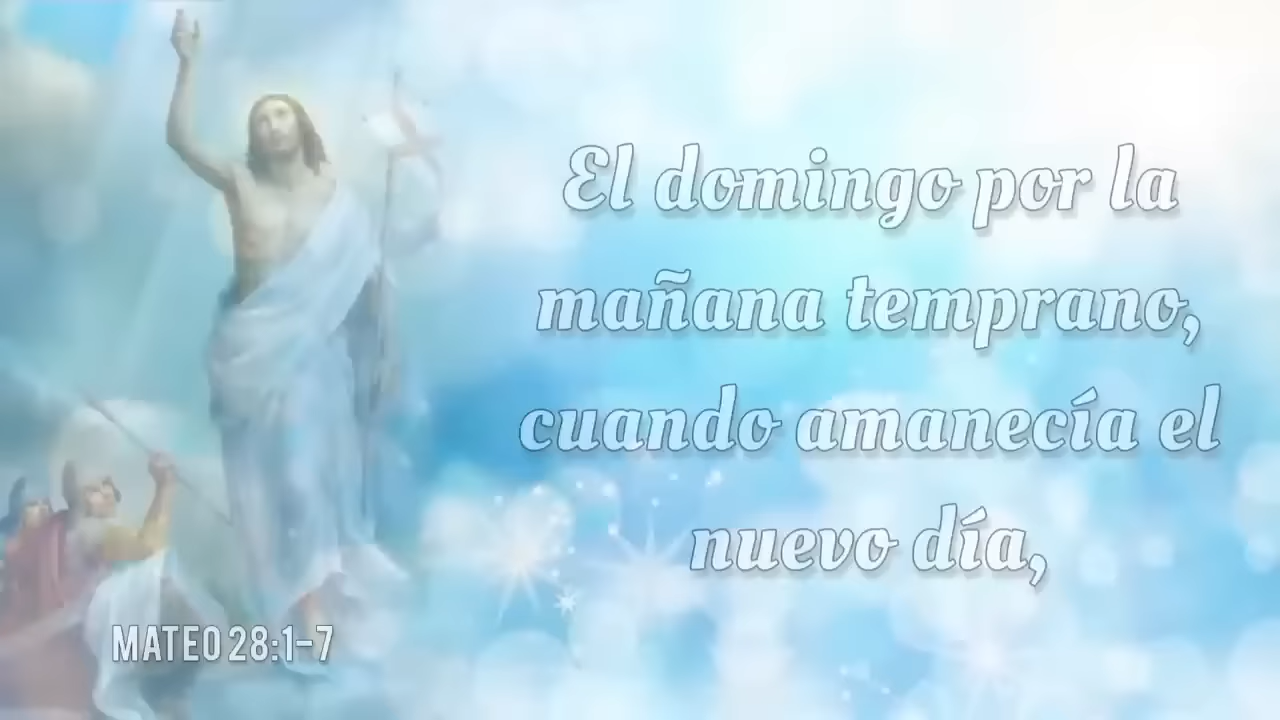 El domingo por la
mañana temprano,
cuando amanecía el
nuevo día,
MATEO 28:1-7